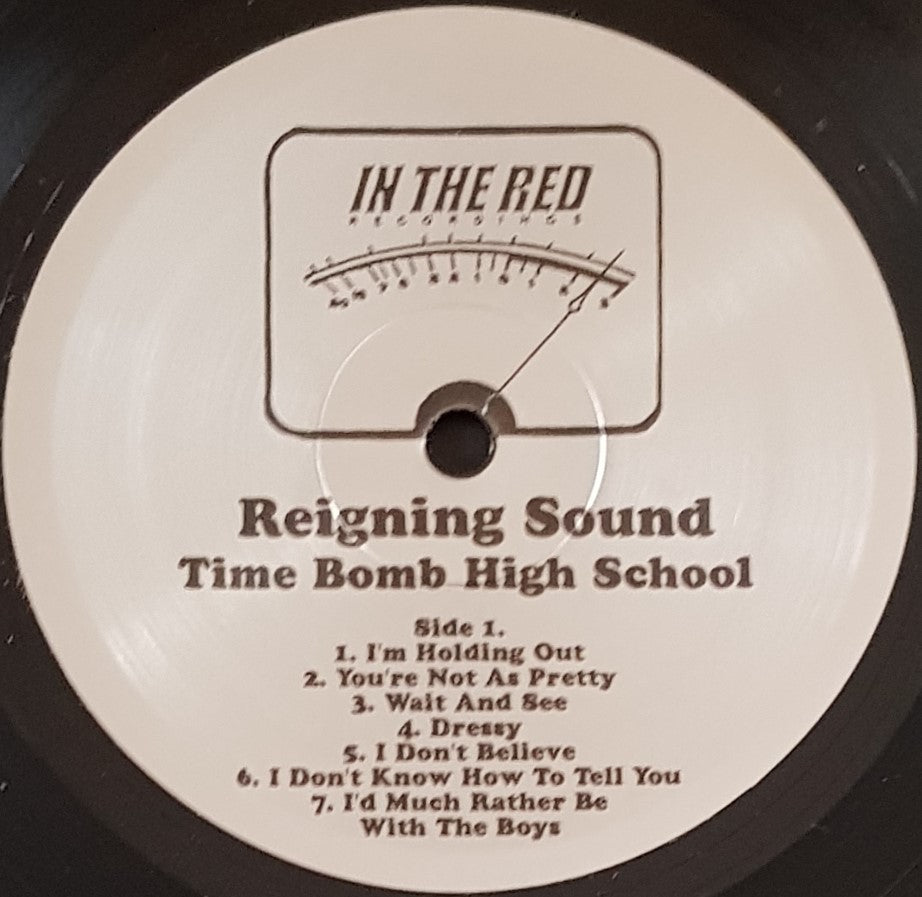 IN THE RED
RECORDINGS
Reigning Sound
Time Bomb High School
Side 1.
1. I'm Holding Out
2. You're Not As Pretty
3. Wait And See
4. Dressy
5. I Don't Believe
6. I Don't Know How To Tell You
7. I'd Much Rather Be
With The Boys